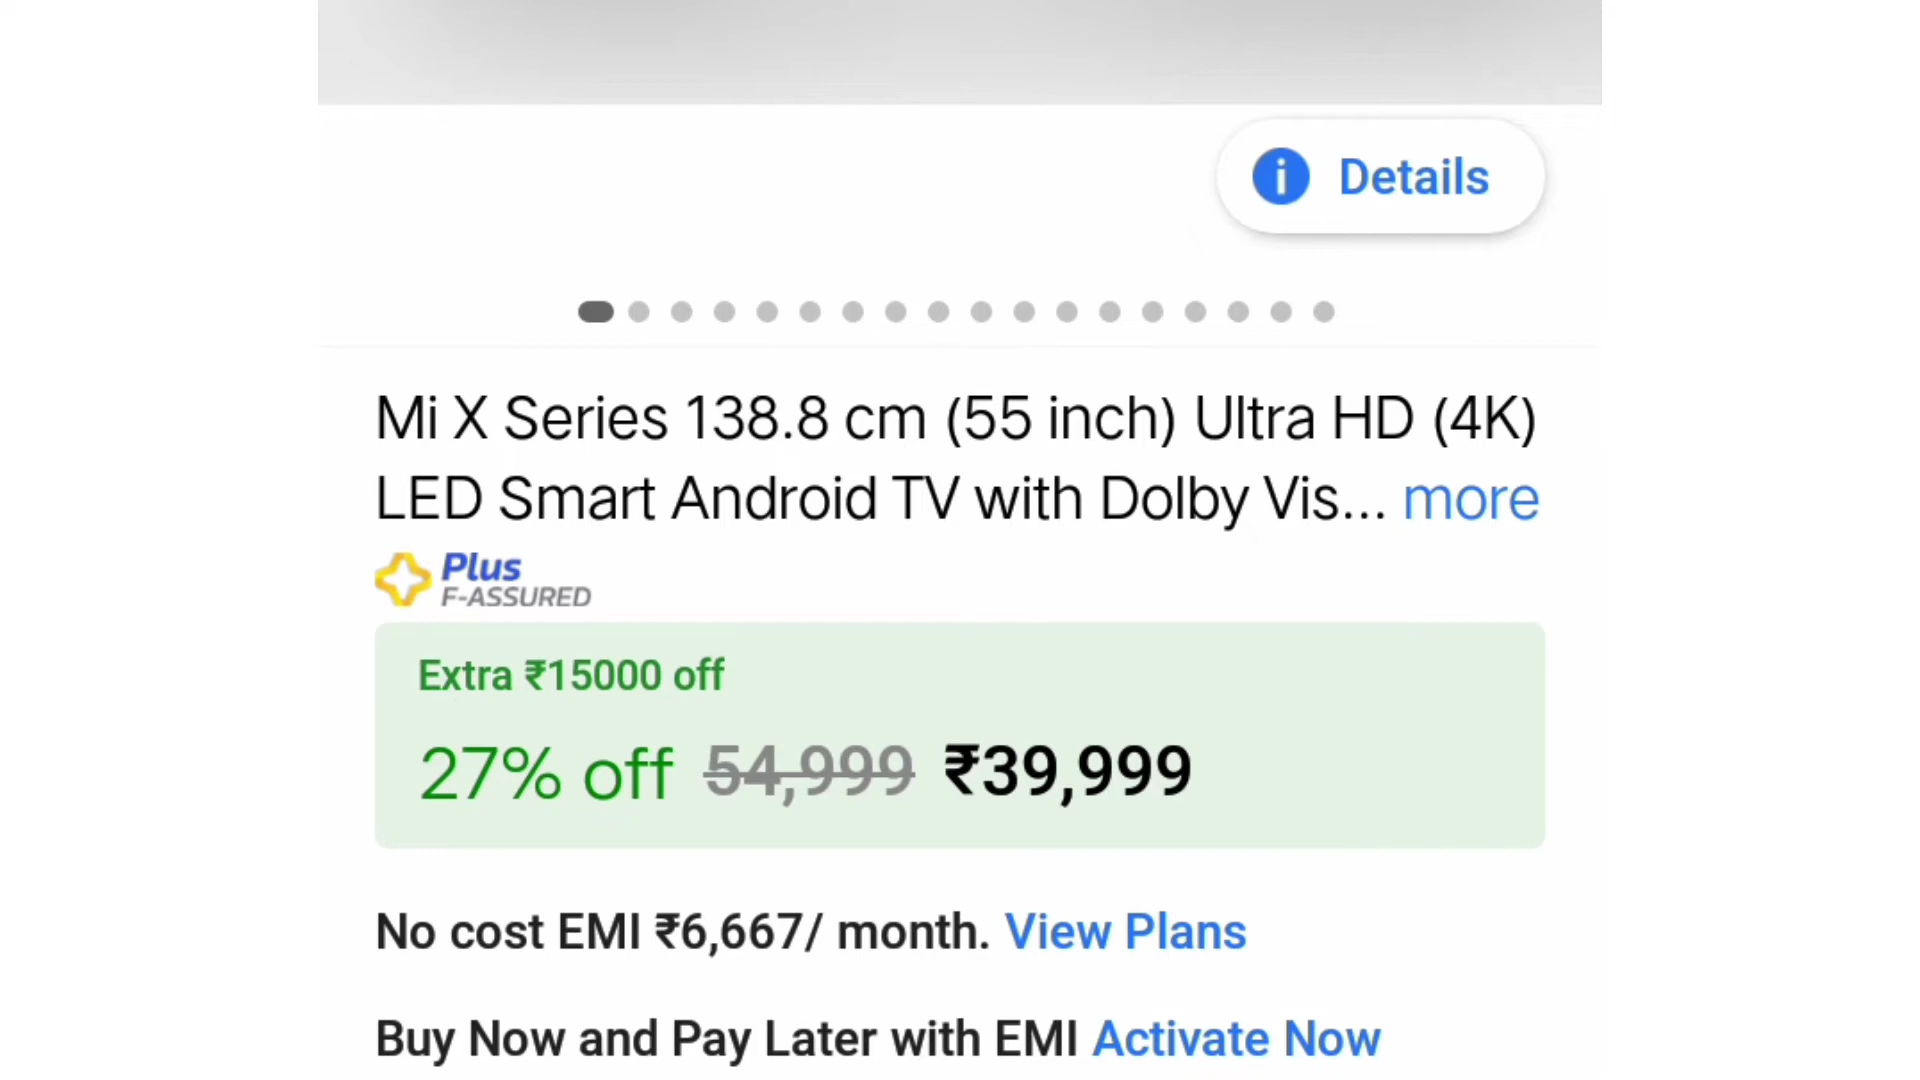 Details
Mi X Series 138.8 cm (55 inch) Ultra HD (4K)
LED Smart Android TV with Dolby Vis... more
Plus
F-ASSURED
Extra ₹15000 off
27% off 54,999 ₹39,999
No cost EMI ₹6,667/ month. View Plans
Buy Now and Pay Later with EMI Activate Now